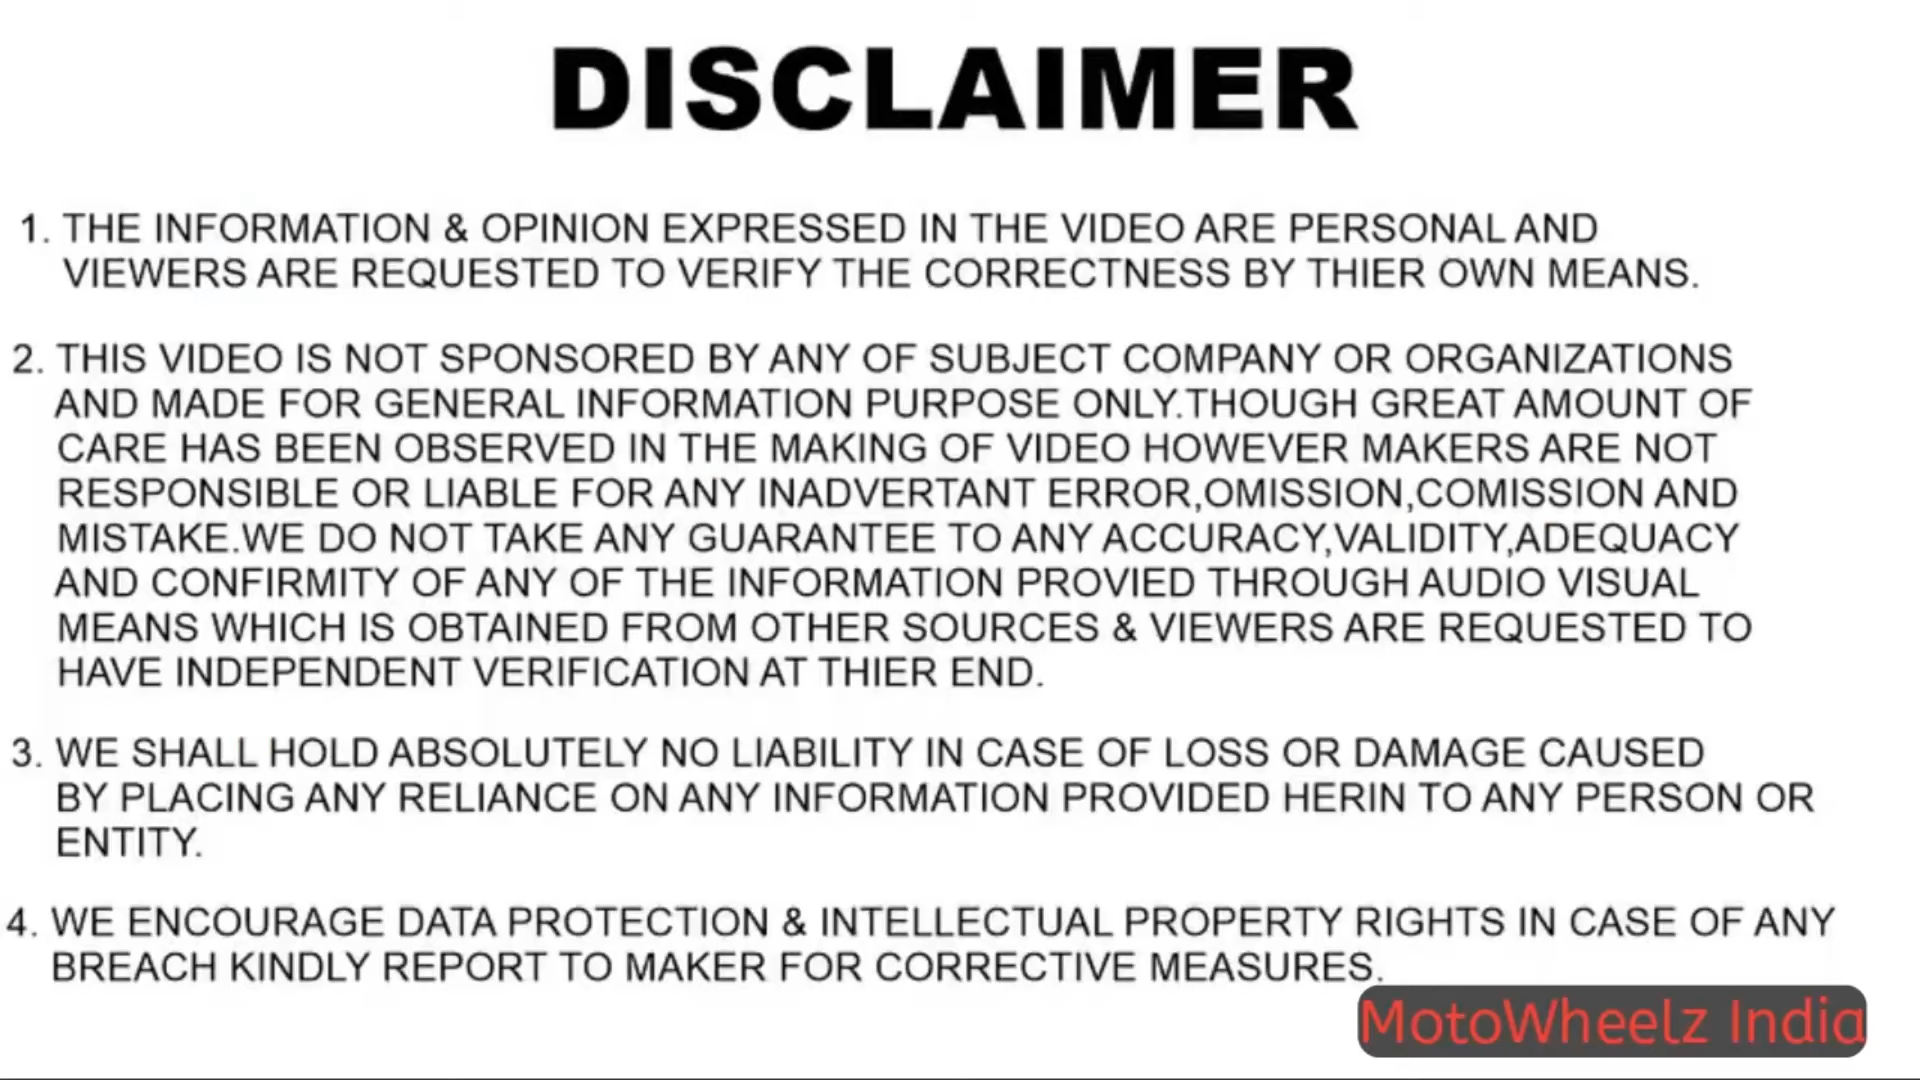 DISCLAIMER
1. THE INFORMATION & OPINION EXPRESSED IN THE VIDEO ARE PERSONAL AND
VIEWERS ARE REQUESTED TO VERIFY THE CORRECTNESS BY THIER OWN MEANS.
2. THIS VIDEO IS NOT SPONSORED BY ANY OF SUBJECT COMPANY OR ORGANIZATIONS
AND MADE FOR GENERAL INFORMATION PURPOSE ONLY.THOUGH GREAT AMOUNT OF
CARE HAS BEEN OBSERVED IN THE MAKING OF VIDEO HOWEVER MAKERS ARE NOT
RESPONSIBLE OR LIABLE FOR ANY INADVERTANT ERROR,OMISSION,COMISSION AND
MISTAKE.WE DO NOT TAKE ANY GUARANTEE TO ANY ACCURACY,VALIDITY,ADEQUACY
AND CONFIRMITY OF ANY OF THE INFORMATION PROVIED THROUGH AUDIO VISUAL
MEANS WHICH IS OBTAINED FROM OTHER SOURCES & VIEWERS ARE REQUESTED TO
HAVE INDEPENDENT VERIFICATION AT THIER END.
3. WE SHALL HOLD ABSOLUTELY NO LIABILITY IN CASE OF LOSS OR DAMAGE CAUSED
BY PLACING ANY RELIANCE ON ANY INFORMATION PROVIDED HERIN TO ANY PERSON OR
ENTITY.
4. WE ENCOURAGE DATA PROTECTION & INTELLECTUAL PROPERTY RIGHTS IN CASE OF ANY
BREACH KINDLY REPORT TO MAKER FOR CORRECTIVE MEASURES.
MotoWheelz India